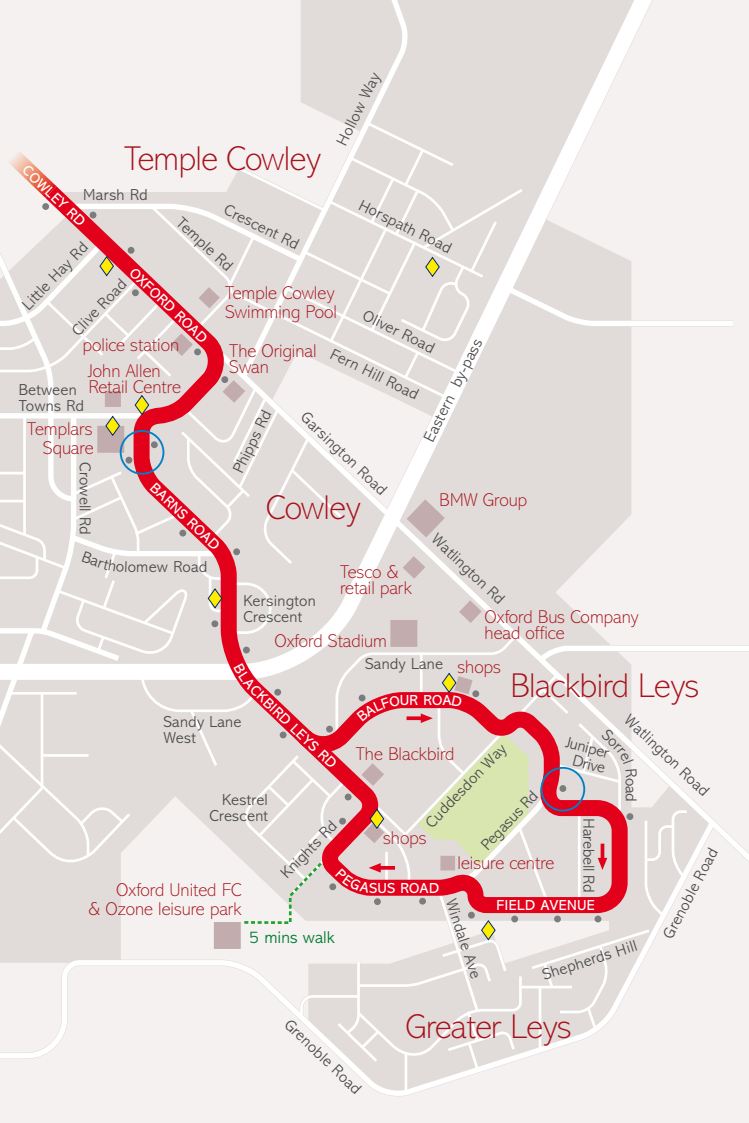 Hollow Way
Temple Cowley
COWLEY RD
Marsh Rd
Crescent Rd
Horspath Road
Temple Rd
Little Hay Rd
Clive Road
OXFORD ROAD
Temple Cowley
Swimming Pool
Oliver Road
police station
The Original
Swan
Fern Hill Road
John Allen
Retail Centre
Between
Towns Rd
Eastern by-pass
Templars
Square
Phipps Rd
Garsington Road
Crowell Rd
BARNS ROAD
Cowley
BMW Group
Bartholomew Road
Watlington Rd
Tesco &
retail park
Kersington
Crescent
Oxford Bus Company
head office
Oxford Stadium
Sandy Lane
shops
BLACKBIRD LEYS RD
BALFOUR ROAD
Blackbird Leys
Sandy Lane
West
Watlington Road
Sorrel Road
Juniper
Drive
The Blackbird
Cuddesdon Way
Kestrel
Crescent
Pegasus Rd
Knights Rd
shops
Harebell Rd
leisure centre
Oxford United FC
& Ozone leisure park
PEGASUS ROAD
FIELD AVENUE
Grenoble Road
5 mins walk
Windale Ave
Shepherds Hill
Greater Leys
Grenoble Road